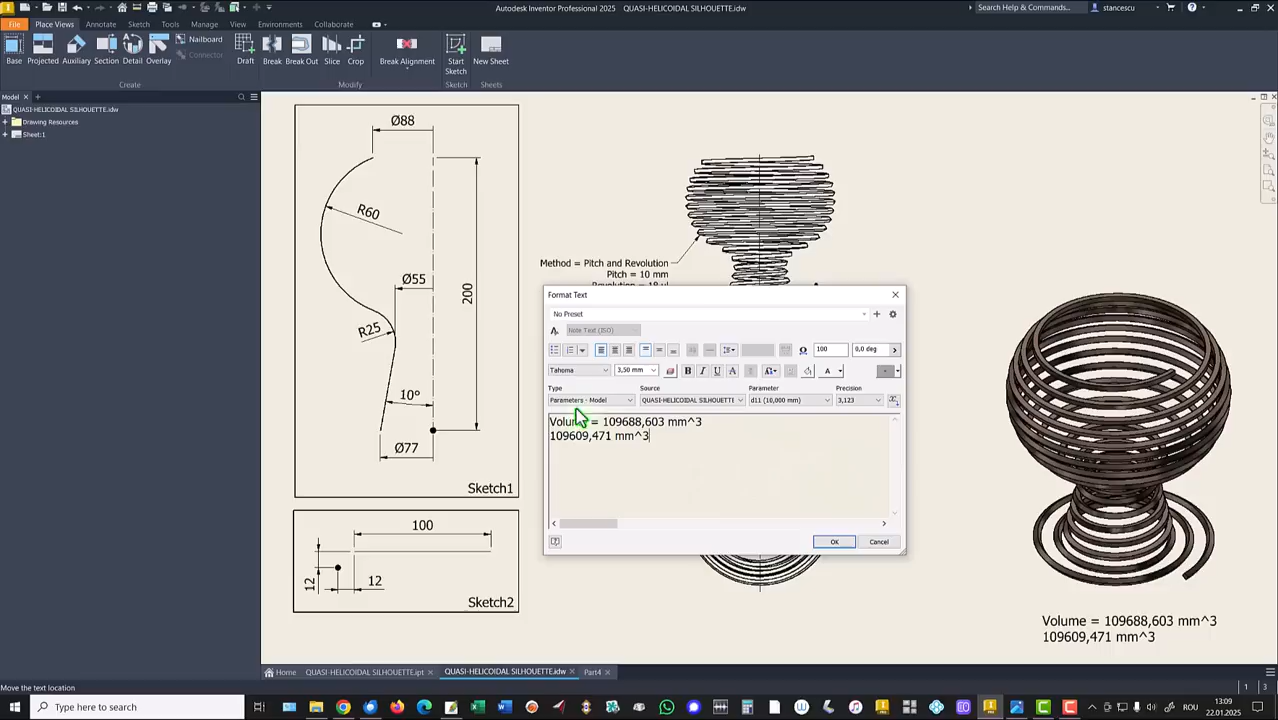 Autodesk Inventor Professional 2025 QUASI-HELICOIDAL SILHOUETTE.idw
Search Help & Commands...
stancescu
File
Place Views
Annotate
Sketch
Tools
Manage
View
Environments
Collaborate
Base
Projected
Auxiliary
Section
Detail
Overlay
Nailboard
Connector
Draft
Break
Break Out
Slice
Crop
Break Alignment
Start
Sketch
New Sheet
Create
Modify
Sketch
Sheets
Model
QUASI-HELICOIDAL SILHOUETTE.idw
Drawing Resources
Sheet:1
Ø88
R60
Ø55
200
R25
10°
Ø77
Sketch1
100
12
12
Sketch2
Method = Pitch and Revolution
Pitch = 10 mm
Revolution = 18 ul
Format Text
No Preset
Note Text (ISO)
100
0,0 deg
Tahoma
3,50 mm
B I U A
Type
Source
Parameter
Precision
Parameters - Model
QUASI-HELICOIDAL SILHOUETTE
d11 (10,000 mm)
3,123
Volume = 109688,603 mm^3
109609,471 mm^3
OK
Cancel
Volume = 109688,603 mm^3
109609,471 mm^3
Home
QUASI-HELICOIDAL SILHOUETTE.ipt
QUASI-HELICOIDAL SILHOUETTE.idw
Part4
Move the text location
1
3
Type here to search
13:09
22.01.2025